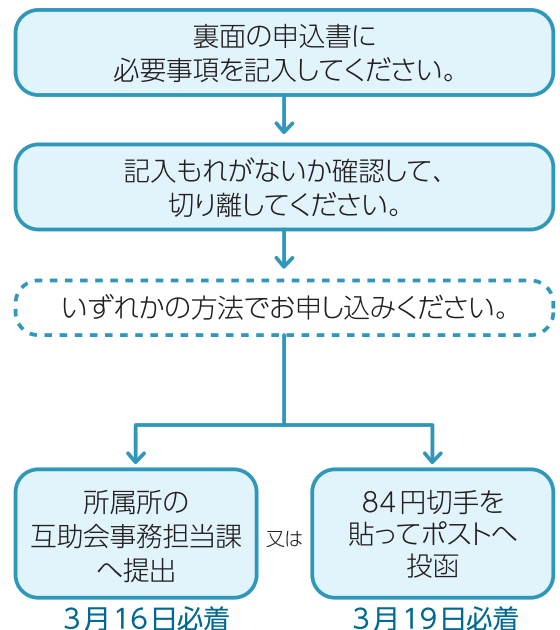 裏面の申込書に
必要事項を記入してください。
記入もれがないか確認して、
切り離してください。
いずれかの方法でお申し込みください。
所属所の
互助会事務担当課
へ提出
又は
84円切手を
貼ってポストへ
投函
3月16日必着
3月19日必着